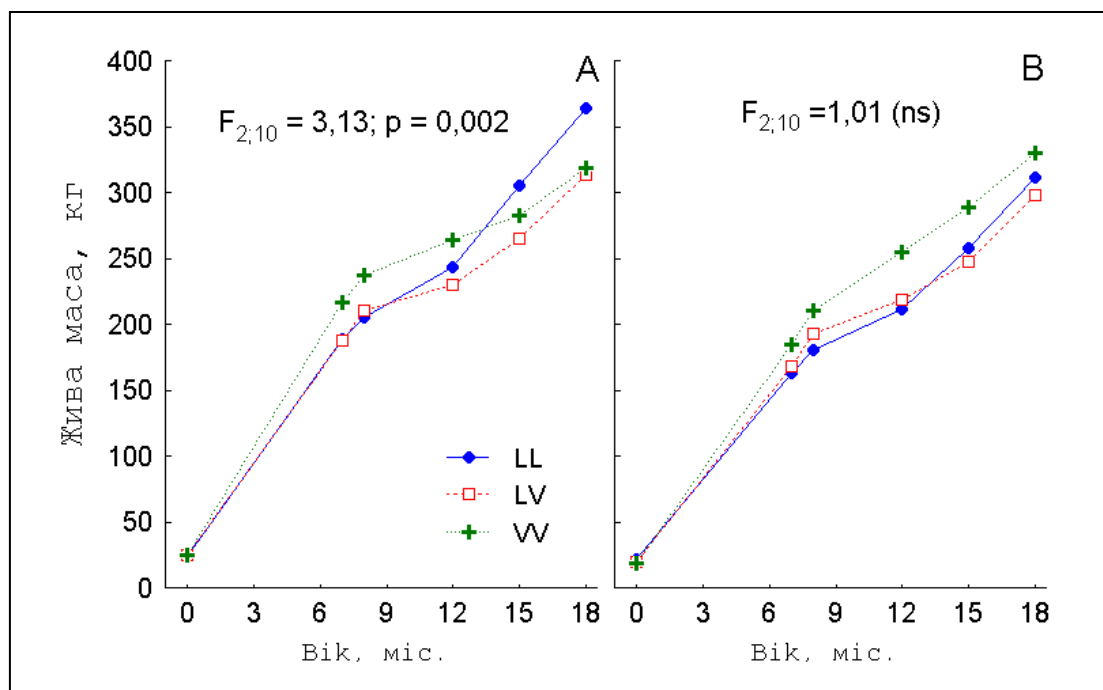 400
350
300
250
200
150
100
50
0
Жива маса, кг
A
F2;10 = 3,13; p = 0,002
LL
LV
VV
0 3 6 9 12 15 18
Вік, міс.
B
F2;10 =1,01 (ns)
0 3 6 9 12 15 18
Вік, міс.